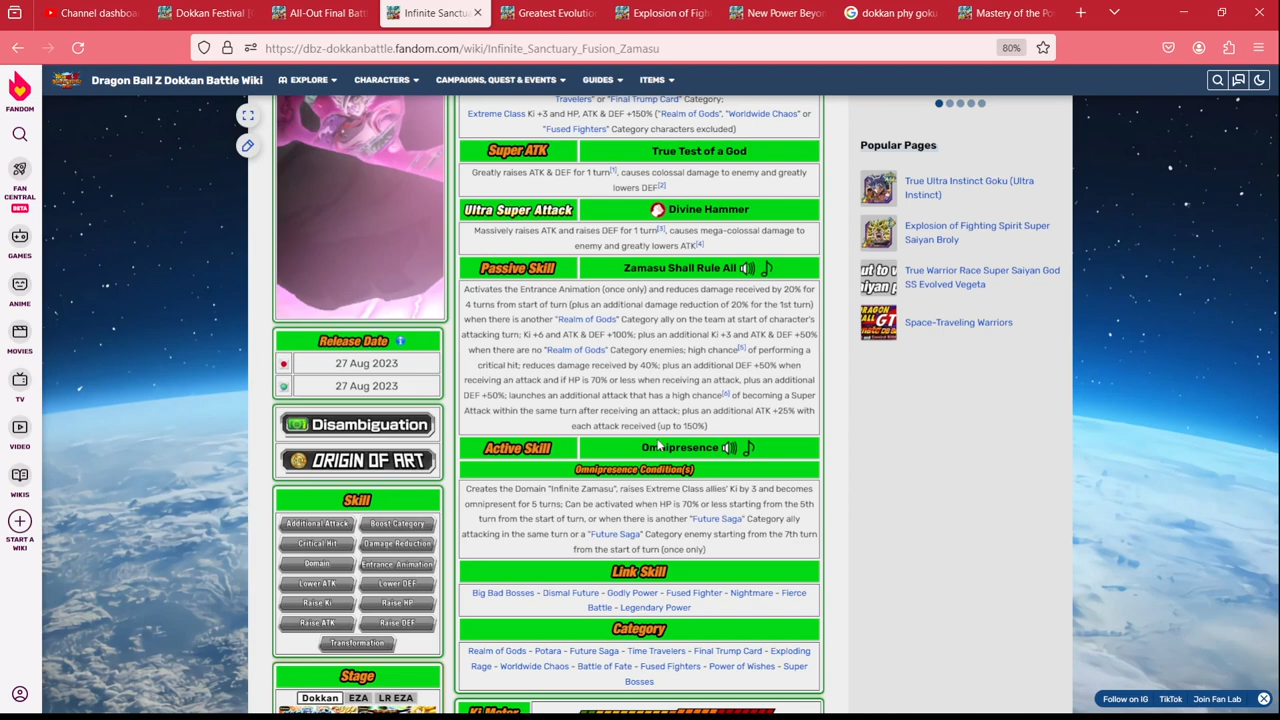 Channel dashboard
Dokkan Festival [
All-Out Final Batt
Infinite Sanctu
Greatest Evolutio
Explosion of Figh
New Power Beyo
dokkan phy goku
Mastery of the Po
https://dbz-dokkanbattle.fandom.com/wiki/Infinite_Sanctuary_Fusion_Zamasu
80%
Dragon Ball Z Dokkan Battle Wiki
EXPLORE
CHARACTERS
CAMPAIGNS, QUEST & EVENTS
GUIDES
ITEMS
FANDOM
FAN CENTRAL
BETA
GAMES
ANIME
MOVIES
TV
VIDEO
WIKIS
START A WIKI
Travelers" or "Final Trump Card" Category;
Extreme Class Ki +3 and HP, ATK & DEF +150% ("Realm of Gods", "Worldwide Chaos" or
"Fused Fighters" Category characters excluded)
Super ATK
True Test of a God
Greatly raises ATK & DEF for 1 turn[1], causes colossal damage to enemy and greatly
lowers DEF[2]
Ultra Super Attack
Divine Hammer
Massively raises ATK and raises DEF for 1 turn[3], causes mega-colossal damage to
enemy and greatly lowers ATK[4]
Passive Skill
Zamasu Shall Rule All
Activates the Entrance Animation (once only) and reduces damage received by 20% for
4 turns from start of turn (plus an additional damage reduction of 20% for the 1st turn)
when there is another "Realm of Gods" Category ally on the team at start of character's
attacking turn; Ki +6 and ATK & DEF +100%; plus an additional Ki +3 and ATK & DEF +50%
when there are no "Realm of Gods" Category enemies; high chance[5] of performing a
critical hit; reduces damage received by 40%; plus an additional DEF +50% when
receiving an attack and if HP is 70% or less when receiving an attack, plus an additional
DEF +50%; launches an additional attack that has a high chance[6] of becoming a Super
Attack within the same turn after receiving an attack; plus an additional ATK +25% with
each attack received (up to 150%)
Active Skill
Omnipresence
Omnipresence Condition(s)
Creates the Domain "Infinite Zamasu", raises Extreme Class allies' Ki by 3 and becomes
omnipresent for 5 turns; Can be activated when HP is 70% or less starting from the 5th
turn from the start of turn, or when there is another "Future Saga" Category ally
attacking in the same turn or a "Future Saga" Category enemy starting from the 7th turn
from the start of turn (once only)
Link Skill
Big Bad Bosses - Dismal Future - Godly Power - Fused Fighter - Nightmare - Fierce
Battle - Legendary Power
Category
Realm of Gods - Potara - Future Saga - Time Travelers - Final Trump Card - Exploding
Rage - Worldwide Chaos - Battle of Fate - Fused Fighters - Power of Wishes - Super
Bosses
Ki Meter
Release Date
27 Aug 2023
27 Aug 2023
Disambiguation
ORIGIN OF ART
Skill
Additional Attack
Boost Category
Critical Hit
Damage Reduction
Domain
Entrance Animation
Lower ATK
Lower DEF
Raise Ki
Raise HP
Raise ATK
Raise DEF
Transformation
Stage
Dokkan
EZA
LR EZA
Popular Pages
True Ultra Instinct Goku (Ultra
Instinct)
Explosion of Fighting Spirit Super
Saiyan Broly
True Warrior Race Super Saiyan God
SS Evolved Vegeta
Space-Traveling Warriors
Follow on IG
TikTok
Join Fan Lab